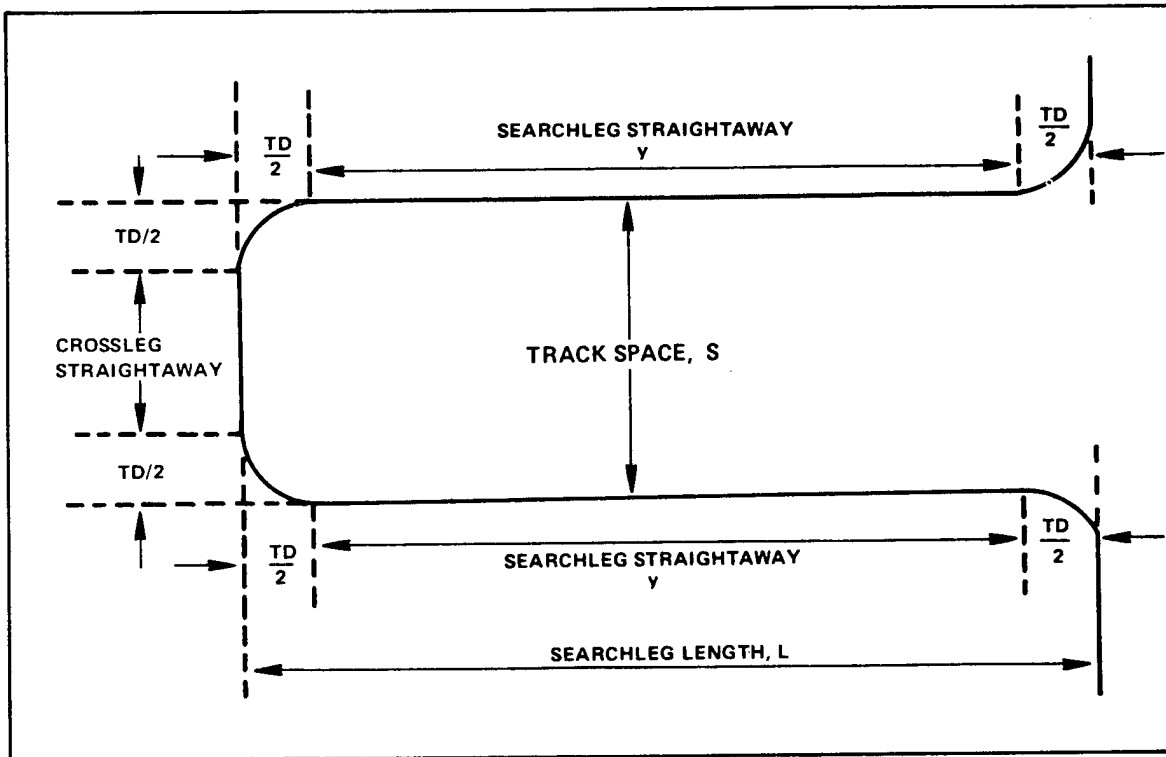 SEARCHLEG STRAIGHTAWAY
y
TD
2
TD
2
TD/2
CROSSLEG
STRAIGHTAWAY
TRACK SPACE, S
TD/2
TD
2
SEARCHLEG STRAIGHTAWAY
y
TD
2
SEARCHLEG LENGTH, L